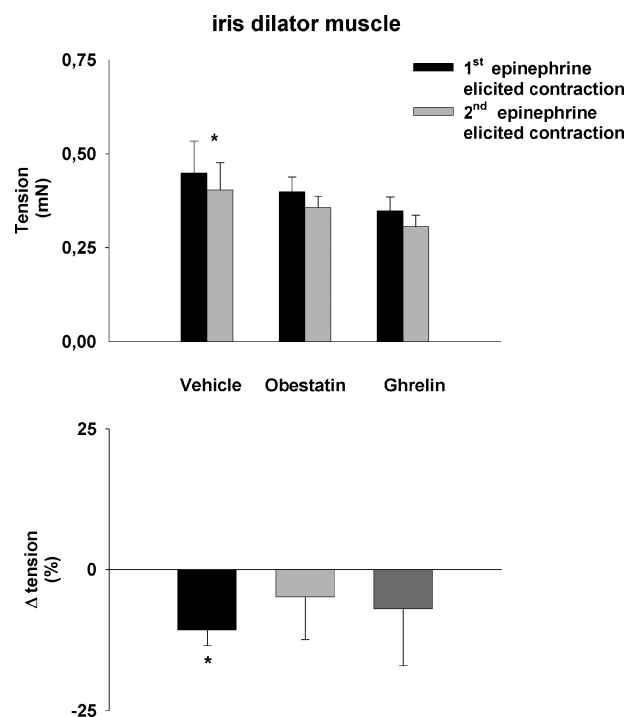 iris dilator muscle
0,75
1st epinephrine
elicited contraction
2nd epinephrine
elicited contraction
*
0,50
Tension
(mN)
0,25
0,00
Vehicle Obestatin Ghrelin
25
Δ tension
(%)
0
*
-25